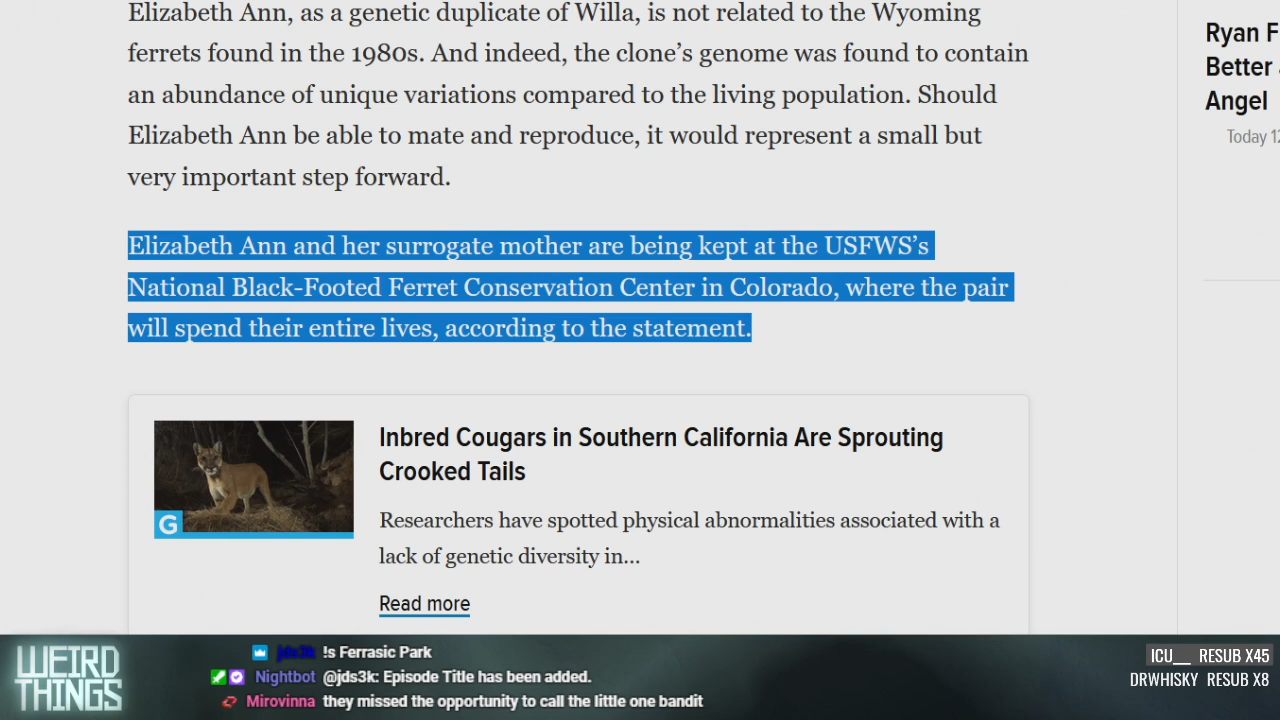 Elizabeth Ann, as a genetic duplicate of Willa, is not related to the Wyoming
ferrets found in the 1980s. And indeed, the clone’s genome was found to contain
an abundance of unique variations compared to the living population. Should
Elizabeth Ann be able to mate and reproduce, it would represent a small but
very important step forward.
Elizabeth Ann and her surrogate mother are being kept at the USFWS’s
National Black-Footed Ferret Conservation Center in Colorado, where the pair
will spend their entire lives, according to the statement.
G
Inbred Cougars in Southern California Are Sprouting
Crooked Tails
Researchers have spotted physical abnormalities associated with a
lack of genetic diversity in...
Read more
Ryan F
Better
Angel
Today 12
WEIRD
THINGS
jds3k !s Ferrasic Park
Nightbot @jds3k: Episode Title has been added.
Mirovinna they missed the opportunity to call the little one bandit
ICU__ RESUB X45
DRWHISKY RESUB X8